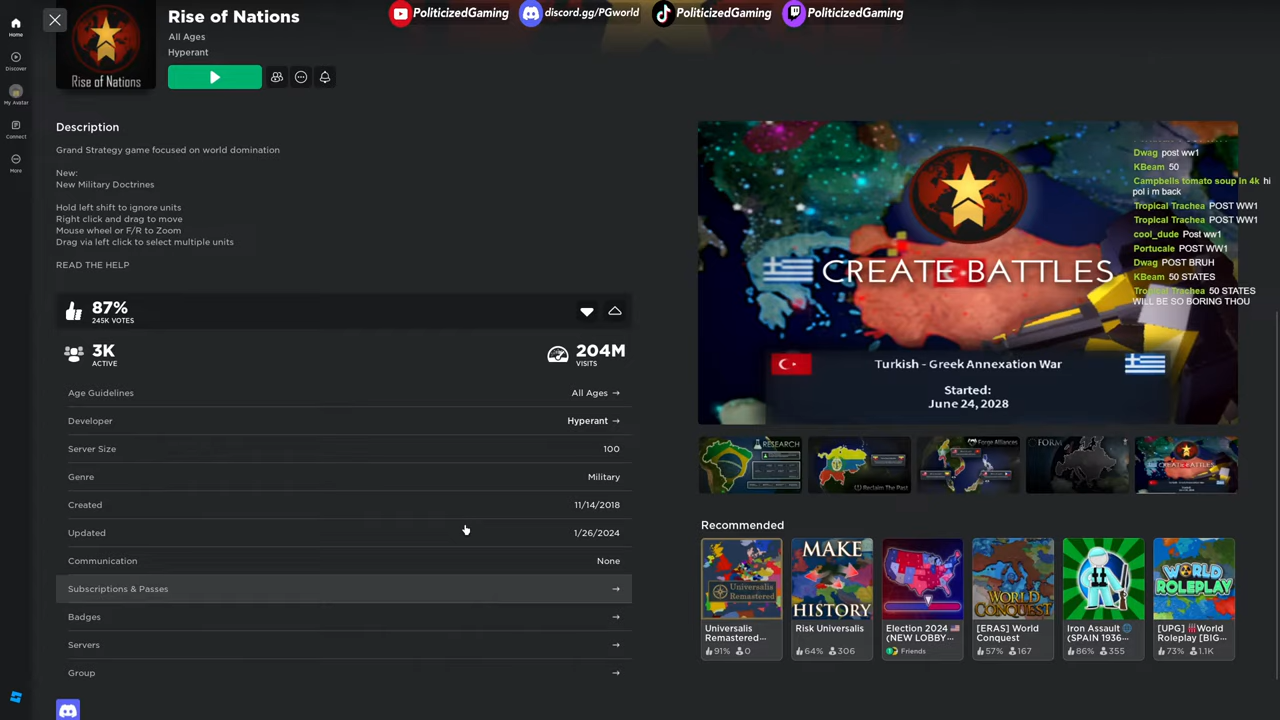 Rise of Nations
All Ages
Hyperant
Rise of Nations
PoliticizedGaming
discord.gg/PGworld
PoliticizedGaming
PoliticizedGaming
Home
Discover
My Avatar
Connect
More
Description
Grand Strategy game focused on world domination
New:
New Military Doctrines
Hold left shift to ignore units
Right click and drag to move
Mouse wheel or F/R to Zoom
Drag via left click to select multiple units
READ THE HELP
87%
245K VOTES
3K
ACTIVE
204M
VISITS
Age Guidelines All Ages →
Developer Hyperant →
Server Size 100
Genre Military
Created 11/14/2018
Updated 1/26/2024
Communication None
Subscriptions & Passes →
Badges →
Servers →
Group →
CREATE BATTLES
Turkish - Greek Annexation War
Started:
June 24, 2028
Dwag post ww1
KBeam 50
Campbells tomato soup in 4k hi
pol i m back
Tropical Trachea POST WW1
Tropical Trachea POST WW1
cool_dude Post ww1
Portucale POST WW1
Dwag POST BRUH
KBeam 50 STATES
Tropical Trachea 50 STATES
WILL BE SO BORING THOU
RESEARCH
Reclaim The Past
Forge Alliances
FORM
CREATE BATTLES
Recommended
Universalis
Remastered
Universalis
Remastered...
91% 0
MAKE
HISTORY
Risk Universalis
64% 306
Election 2024
(NEW LOBBY...
Friends
WORLD
CONQUEST
[ERAS] World
Conquest
57% 167
Iron Assault
(SPAIN 1936...
86% 355
WORLD
ROLEPLAY
[UPG] World
Roleplay [BIG...
73% 1.1K